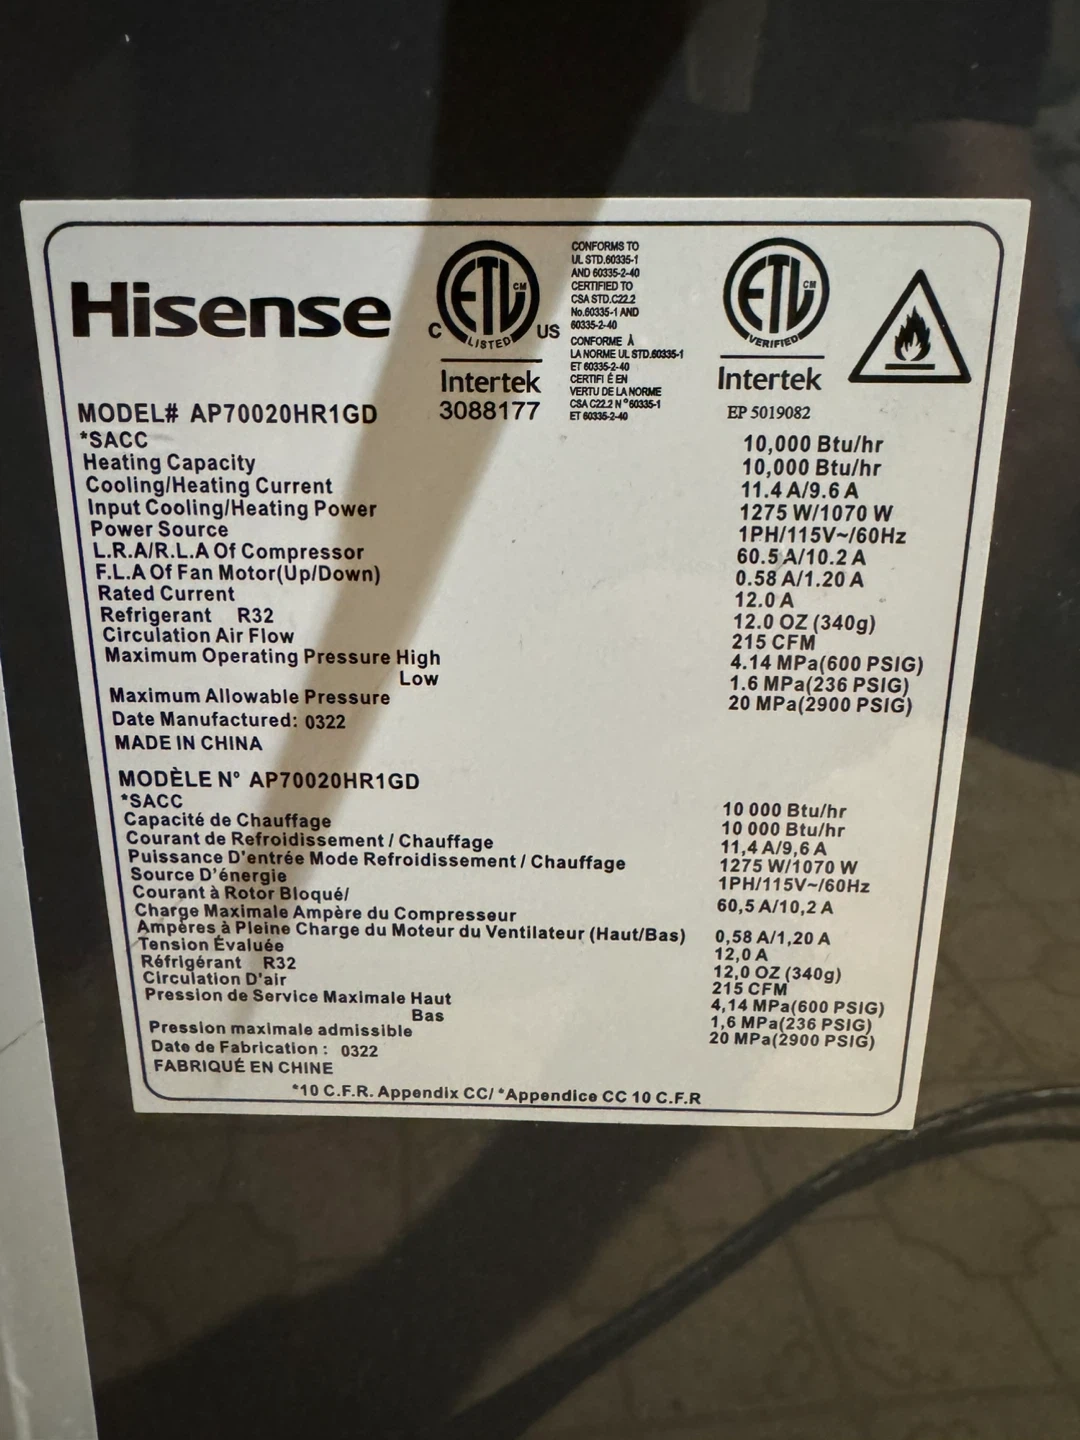 Hisense
C ETL CM US
LISTED
Intertek
3088177
CONFORMS TO
UL STD.60335-1
AND 60335-2-40
CERTIFIED TO
CSA STD.C22.2
No.60335-1 AND
60335-2-40
CONFORME À
LA NORME UL STD.60335-1
ET 60335-2-40
CERTIFI É EN
VERTU DE LA NORME
CSA C22.2 N °60335-1
ET 60335-2-40
ETL CM
VERIFIED
Intertek
EP 5019082
MODEL# AP70020HR1GD
*SACC 10,000 Btu/hr
Heating Capacity 10,000 Btu/hr
Cooling/Heating Current 11.4 A/9.6 A
Input Cooling/Heating Power 1275 W/1070 W
Power Source 1PH/115V~/60Hz
L.R.A/R.L.A Of Compressor 60.5 A/10.2 A
F.L.A Of Fan Motor(Up/Down) 0.58 A/1.20 A
Rated Current 12.0 A
Refrigerant R32 12.0 OZ (340g)
Circulation Air Flow 215 CFM
Maximum Operating Pressure High 4.14 MPa(600 PSIG)
Low 1.6 MPa(236 PSIG)
Maximum Allowable Pressure 20 MPa(2900 PSIG)
Date Manufactured: 0322
MADE IN CHINA
MODÈLE N° AP70020HR1GD
*SACC 10 000 Btu/hr
Capacité de Chauffage 10 000 Btu/hr
Courant de Refroidissement / Chauffage 11,4 A/9,6 A
Puissance D'entrée Mode Refroidissement / Chauffage 1275 W/1070 W
Source D'énergie 1PH/115V~/60Hz
Courant à Rotor Bloqué/
Charge Maximale Ampère du Compresseur 60,5 A/10,2 A
Ampères à Pleine Charge du Moteur du Ventilateur (Haut/Bas) 0,58 A/1,20 A
Tension Évaluée 12,0 A
Réfrigérant R32 12,0 OZ (340g)
Circulation D'air 215 CFM
Pression de Service Maximale Haut 4,14 MPa(600 PSIG)
Bas 1,6 MPa(236 PSIG)
Pression maximale admissible 20 MPa(2900 PSIG)
Date de Fabrication : 0322
FABRIQUÉ EN CHINE
*10 C.F.R. Appendix CC/ *Appendice CC 10 C.F.R